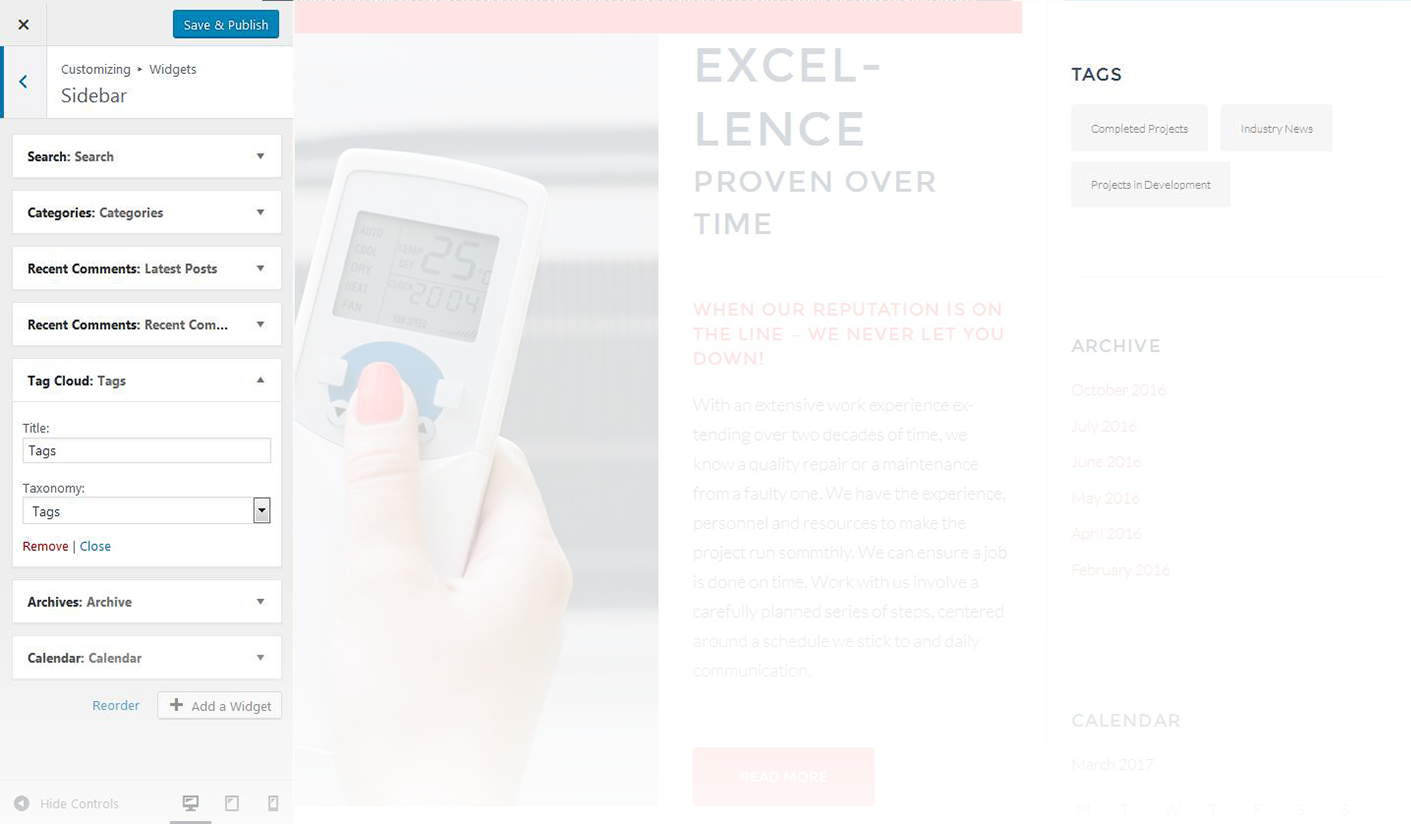 Save & Publish
Customizing ▸ Widgets
Sidebar
Search: Search
Categories: Categories
Recent Comments: Latest Posts
Recent Comments: Recent Com...
Tag Cloud: Tags
Title:
Tags
Taxonomy:
Tags
Remove | Close
Archives: Archive
Calendar: Calendar
Reorder
Add a Widget
Hide Controls
AUTO
COOL
DRY
HEAT
FAN
TEMP
SET
25°C
CLOCK
2004
FAN SPEED
EXCEL-
LENCE
PROVEN OVER
TIME
WHEN OUR REPUTATION IS ON
THE LINE – WE NEVER LET YOU
DOWN!
With an extensive work experience ex-
tending over two decades of time, we
know a quality repair or a maintenance
from a faulty one. We have the experience,
personnel and resources to make the
project run sommthly. We can ensure a job
is done on time. Work with us involve a
carefully planned series of steps, centered
around a schedule we stick to and daily
communication.
READ MORE
TAGS
Completed Projects
Industry News
Projects in Development
ARCHIVE
October 2016
July 2016
June 2016
May 2016
April 2016
February 2016
CALENDAR
March 2017
M T W T F S S